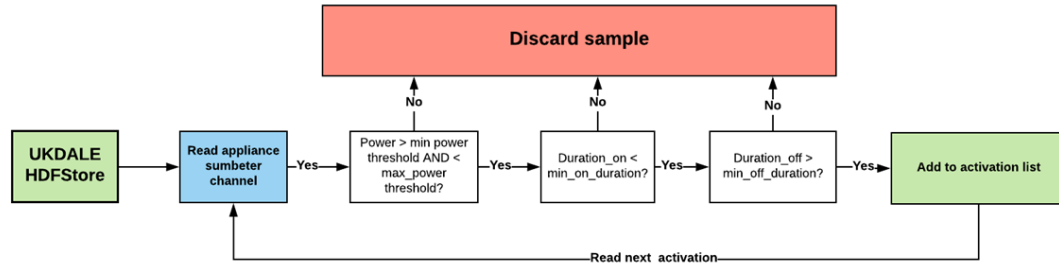 Discard sample
No
No
No
UKDALE
HDFStore
Read appliance
sumbeter
channel
Yes
Power > min power
threshold AND <
max_power
threshold?
Yes
Duration_on <
min_on_duration?
Yes
Duration_off >
min_off_duration?
Yes
Add to activation list
Read next activation